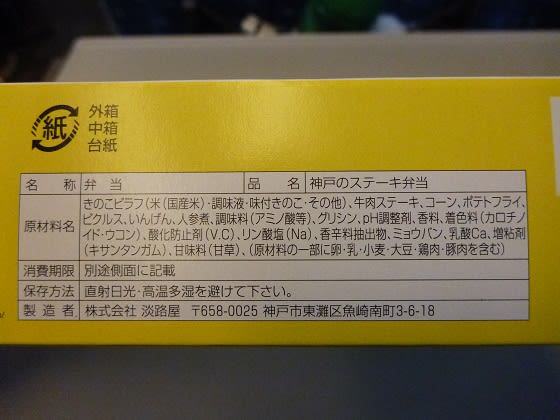 紙
外箱
中箱
台紙
名称 弁当 品名 神戸のステーキ弁当
原材料名 きのこピラフ(米(国産米)・調味液・味付きのこ・その他)、牛肉ステーキ、コーン、ポテトフライ、
ピクルス、いんげん、人参煮、調味料(アミノ酸等)、グリシン、pH調整剤、香料、着色料(カロチノ
イド・ウコン)、酸化防止剤(V.C)、リン酸塩(Na)、香辛料抽出物、ミョウバン、乳酸Ca、増粘剤
(キサンタンガム)、甘味料(甘草)、(原材料の一部に卵・乳・小麦・大豆・鶏肉・豚肉を含む)
消費期限 別途側面に記載
保存方法 直射日光・高温多湿を避けて下さい。
製造者 株式会社 淡路屋 〒658-0025 神戸市東灘区魚崎南町3-6-18